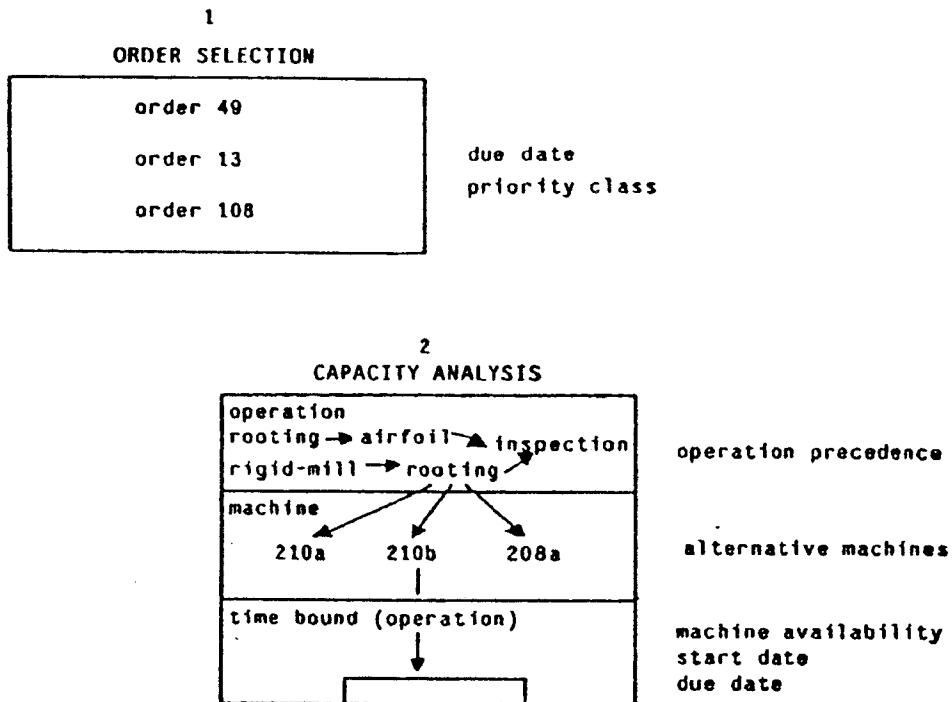 1
ORDER SELECTION
order 49
order 13
order 108
due date
priority class
2
CAPACITY ANALYSIS
operation
rooting airfoil inspection
rigid-mill rooting
operation precedence
machine
210a 210b 208a
alternative machines
time bound (operation)
machine availability
start date
due date